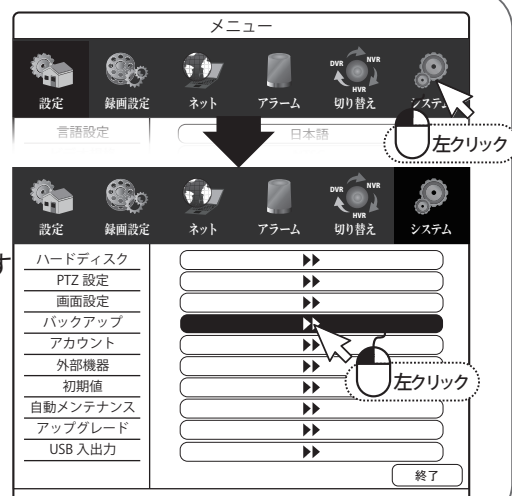 メニュー
DVR NVR HVR
設定 録画設定 ネット アラーム 切り替え システム
言語設定 日本語
左クリック
DVR NVR HVR
設定 録画設定 ネット アラーム 切り替え システム
す
ハードディスク
PTZ 設定
画面設定
バックアップ
アカウント
外部機器
左クリック
初期値
自動メンテナンス
アップグレード
USB 入出力
終了